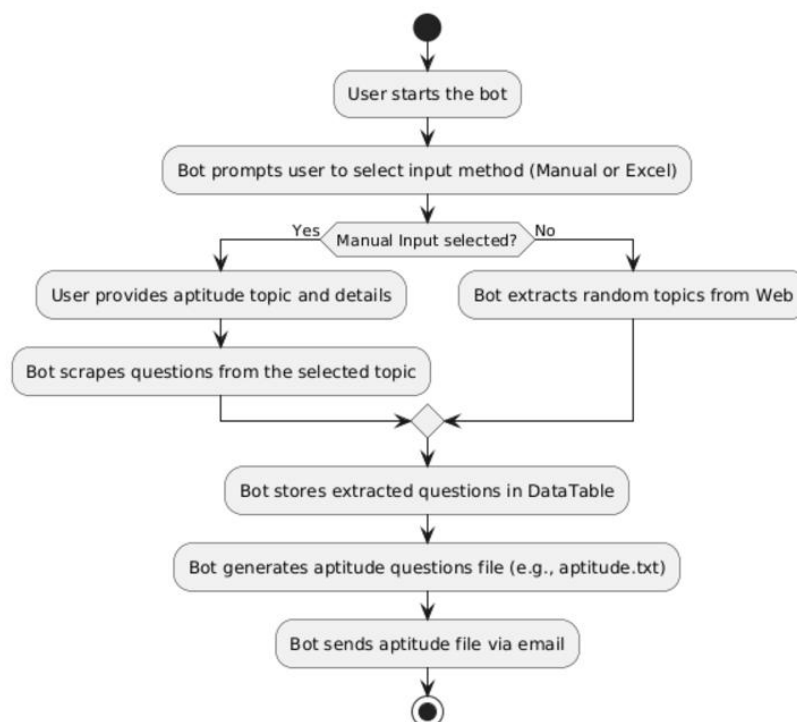 User starts the bot
Bot prompts user to select input method (Manual or Excel)
Yes
Manual Input selected?
No
User provides aptitude topic and details
Bot extracts random topics from Web
Bot scrapes questions from the selected topic
Bot stores extracted questions in DataTable
Bot generates aptitude questions file (e.g., aptitude.txt)
Bot sends aptitude file via email